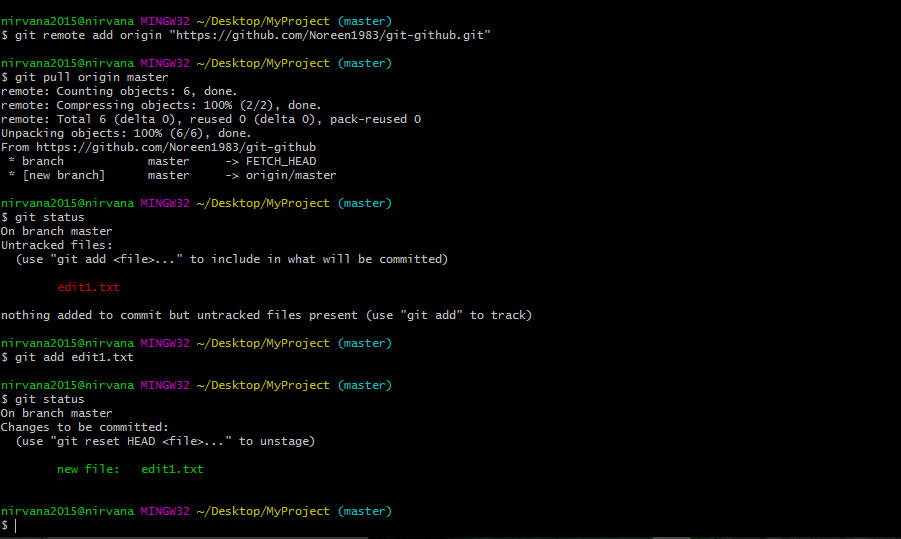 nirvana2015@nirvana MINGW32 ~/Desktop/MyProject (master)
$ git remote add origin "https://github.com/Noreen1983/git-github.git"
nirvana2015@nirvana MINGW32 ~/Desktop/MyProject (master)
$ git pull origin master
remote: Counting objects: 6, done.
remote: Compressing objects: 100% (2/2), done.
remote: Total 6 (delta 0), reused 0 (delta 0), pack-reused 0
Unpacking objects: 100% (6/6), done.
From https://github.com/Noreen1983/git-github
 * branch            master     -> FETCH_HEAD
 * [new branch]      master     -> origin/master
nirvana2015@nirvana MINGW32 ~/Desktop/MyProject (master)
$ git status
On branch master
Untracked files:
  (use "git add <file>..." to include in what will be committed)
        edit1.txt
nothing added to commit but untracked files present (use "git add" to track)
nirvana2015@nirvana MINGW32 ~/Desktop/MyProject (master)
$ git add edit1.txt
nirvana2015@nirvana MINGW32 ~/Desktop/MyProject (master)
$ git status
On branch master
Changes to be committed:
  (use "git reset HEAD <file>..." to unstage)
        new file:   edit1.txt
nirvana2015@nirvana MINGW32 ~/Desktop/MyProject (master)
$